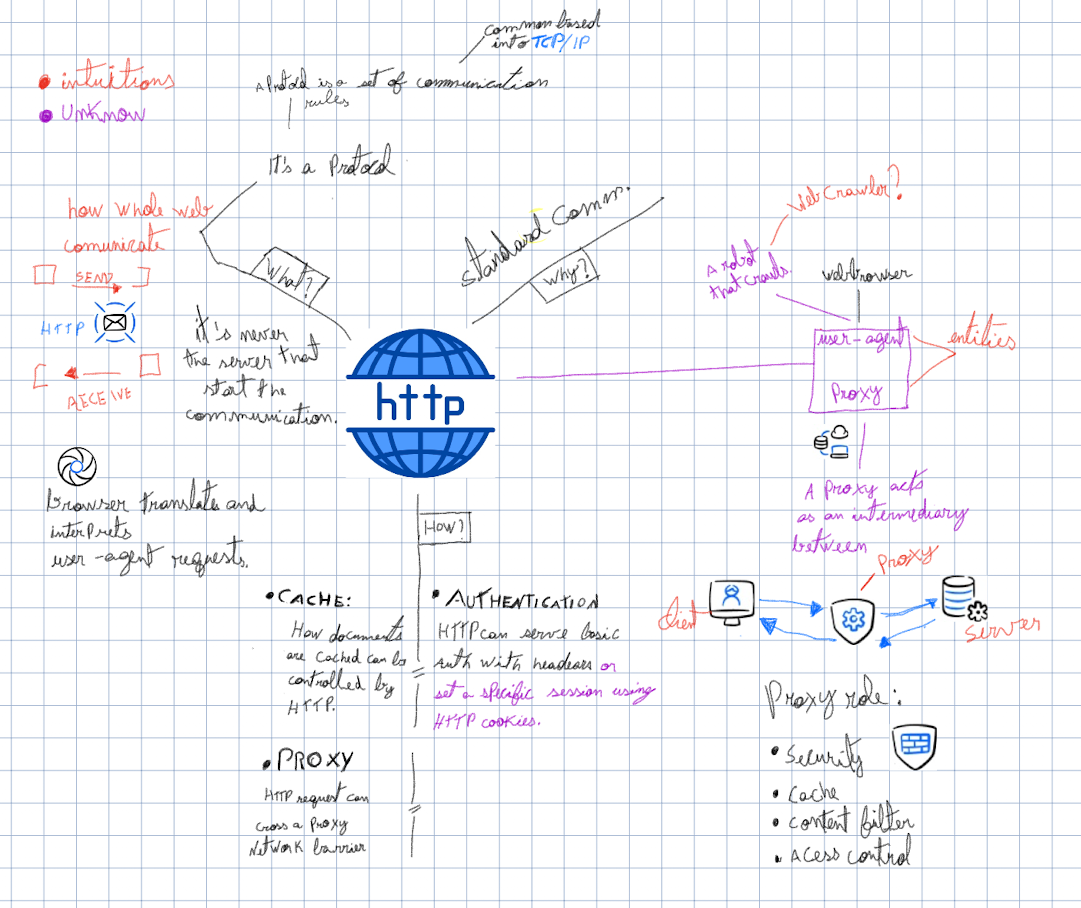 common based
into TCP/IP
• intuitions
• Unknow
A Protocol is a set of communication
rules
It's a Protocol
how whole web
comunicate
SEND
HTTP
RECEIVE
What?
it's never
the server that
start the
communication.
Standard Comm.
Why?
http
Web Crawler?
A robot
that crawls.
webbrowser
user-agent
Proxy
entities
A Proxy acts
as an intermediary
between
Proxy
Client
Server
Browser translate and
interprets
user-agent requests.
How?
• CACHE:
How documents
are cached can be
controlled by
HTTP.
• AUTHENTICATION
HTTP can serve basic
Auth with headears or
set a specific session using
HTTP cookies.
• PROXY
HTTP request can
cross a Proxy
Network barrier
Proxy role:
• Security
• Cache
• Content filter
• Acess control